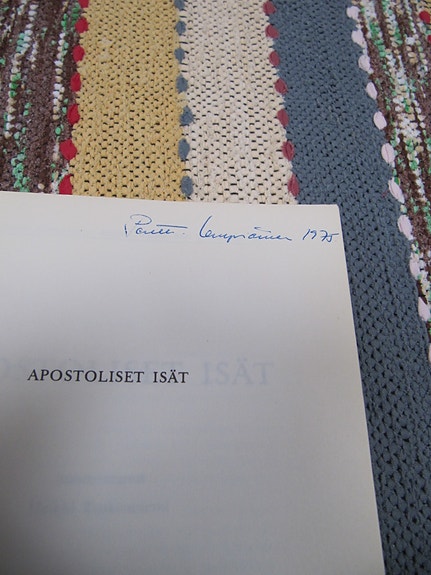 Pentti Lempiäinen 1975
APOSTOLISET ISÄT